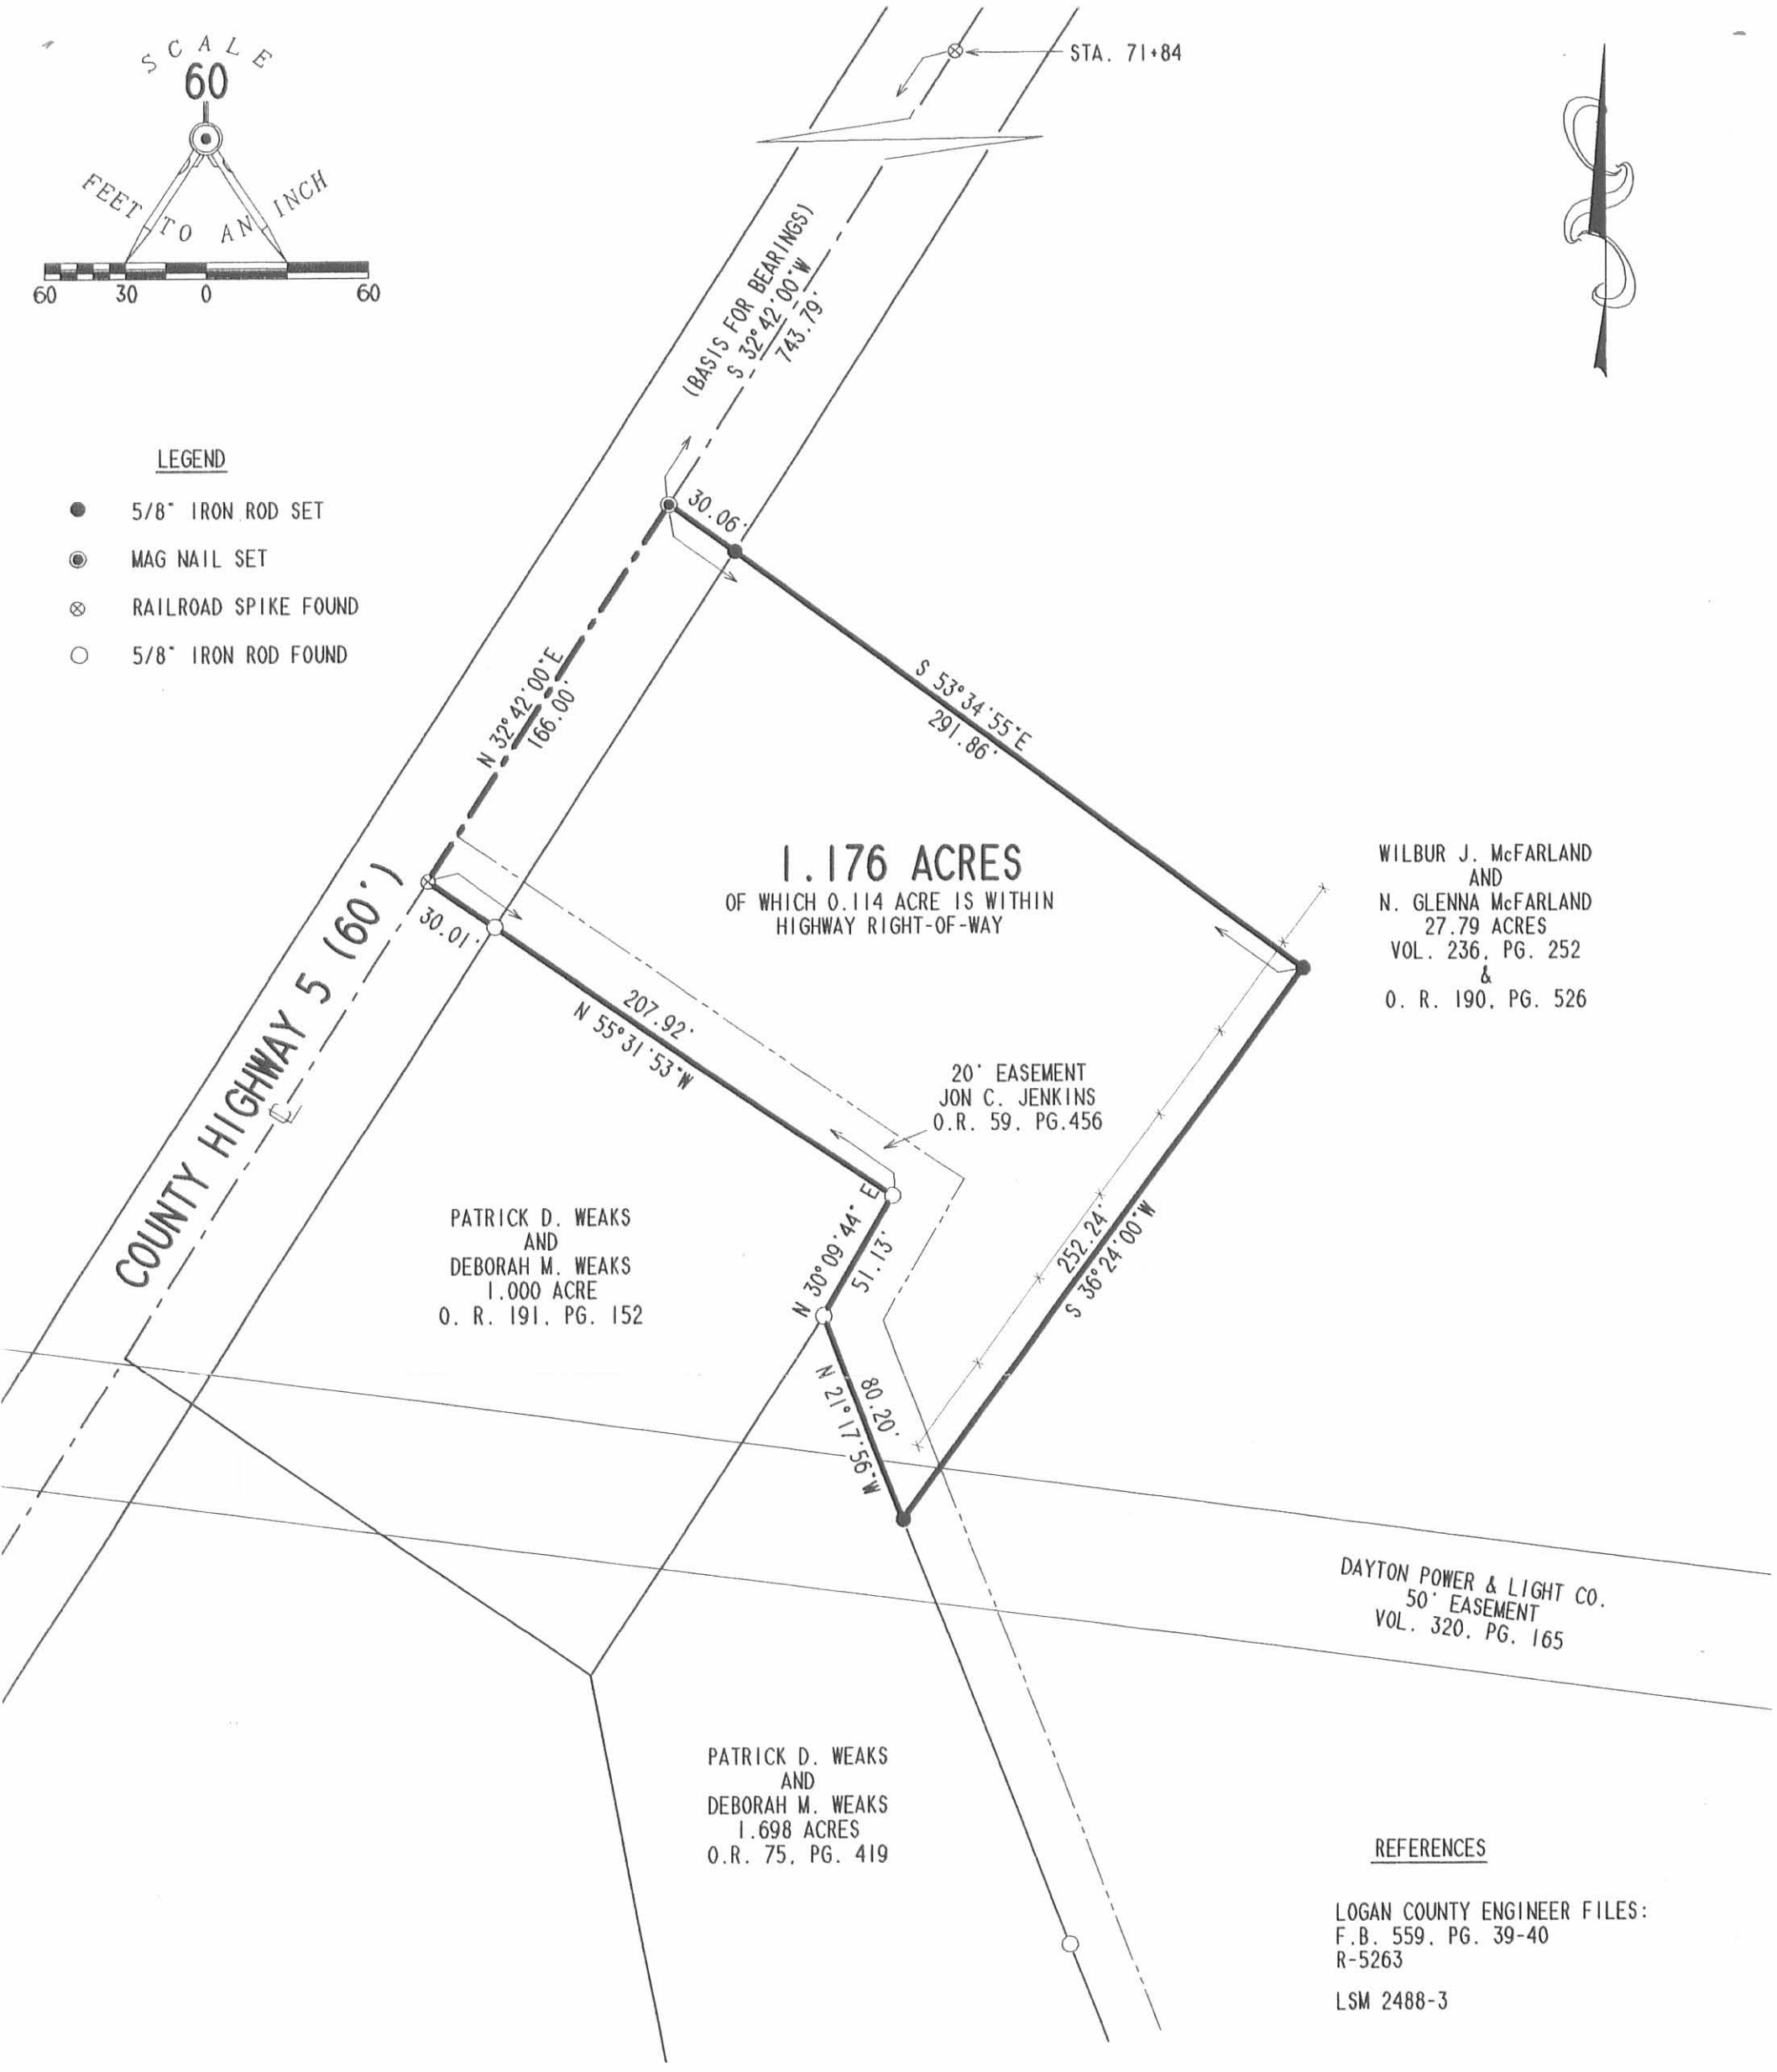 SCALE
60
FEET TO AN INCH
60 30 0 60
STA. 71+84
(BASIS FOR BEARINGS)
S 32°42'00"W
743.79'
LEGEND
5/8" IRON ROD SET
MAG NAIL SET
RAILROAD SPIKE FOUND
5/8" IRON ROD FOUND
30.06'
N 32°42'00"E
166.00'
S 53°34'55"E
291.86'
1.176 ACRES
OF WHICH 0.114 ACRE IS WITHIN
HIGHWAY RIGHT-OF-WAY
WILBUR J. McFARLAND
AND
N. GLENNA McFARLAND
27.79 ACRES
VOL. 236, PG. 252
&
O. R. 190, PG. 526
COUNTY HIGHWAY 5 (60')
30.01'
207.92'
N 55°31'53"W
20' EASEMENT
JON C. JENKINS
O.R. 59, PG.456
PATRICK D. WEAKS
AND
DEBORAH M. WEAKS
1.000 ACRE
O. R. 191, PG. 152
N 30°09'44" E
51.13'
252.24'
S 36°24'00"W
80.20'
N 21°17'56"W
DAYTON POWER & LIGHT CO.
50' EASEMENT
VOL. 320, PG. 165
PATRICK D. WEAKS
AND
DEBORAH M. WEAKS
1.698 ACRES
O.R. 75, PG. 419
REFERENCES
LOGAN COUNTY ENGINEER FILES:
F.B. 559, PG. 39-40
R-5263
LSM 2488-3